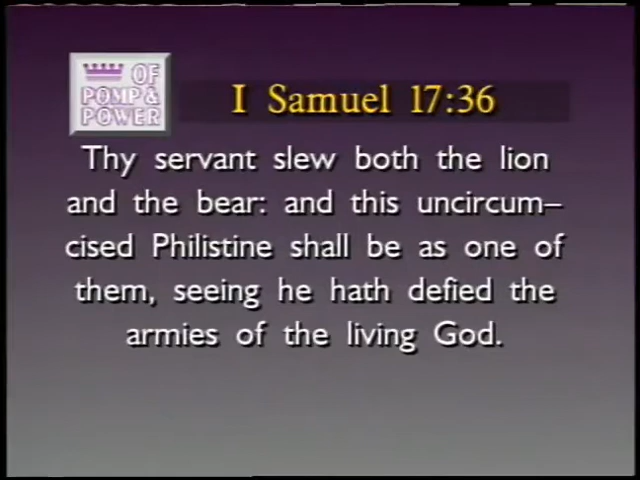 OF
POMP &
POWER
I Samuel 17:36
Thy servant slew both the lion
and the bear: and this uncircum–
cised Philistine shall be as one of
them, seeing he hath defied the
armies of the living God.